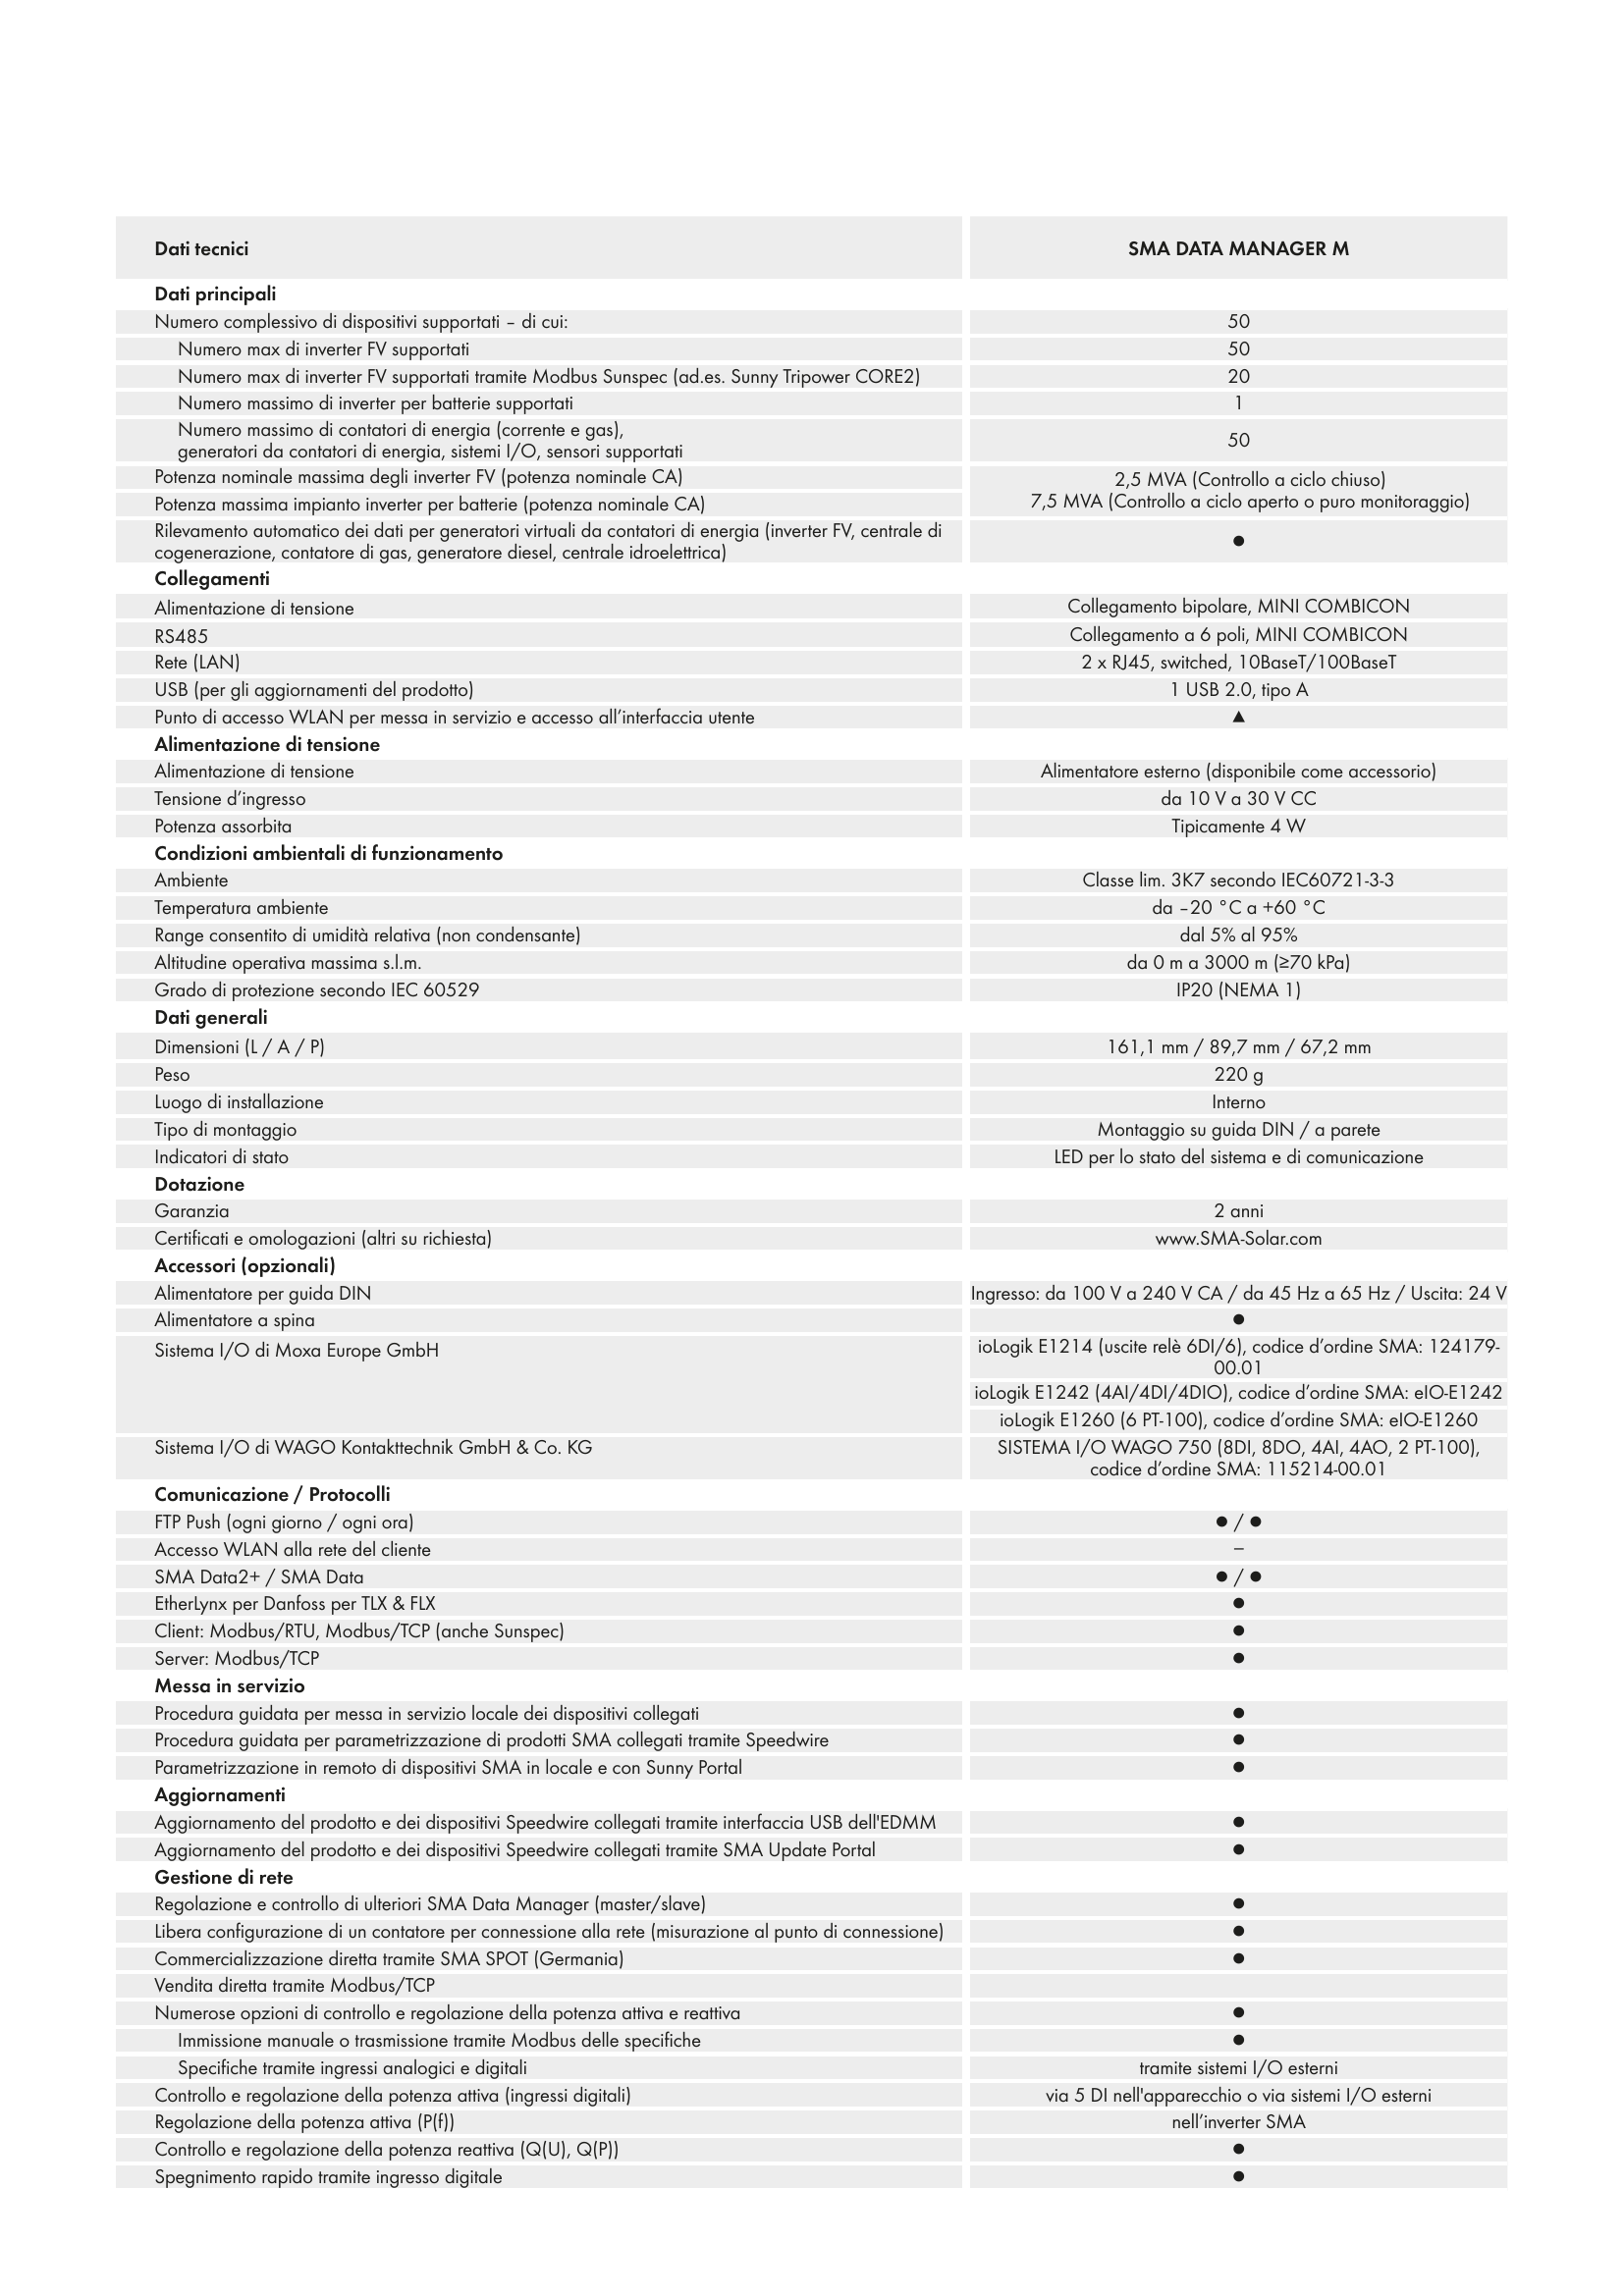 Dati tecnici SMA DATA MANAGER M
Dati principali
Numero complessivo di dispositivi supportati – di cui: 50
Numero max di inverter FV supportati 50
Numero max di inverter FV supportati tramite Modbus Sunspec (ad.es. Sunny Tripower CORE2) 20
Numero massimo di inverter per batterie supportati 1
Numero massimo di contatori di energia (corrente e gas),
generatori da contatori di energia, sistemi I/O, sensori supportati 50
Potenza nominale massima degli inverter FV (potenza nominale CA) 2,5 MVA (Controllo a ciclo chiuso)
Potenza massima impianto inverter per batterie (potenza nominale CA) 7,5 MVA (Controllo a ciclo aperto o puro monitoraggio)
Rilevamento automatico dei dati per generatori virtuali da contatori di energia (inverter FV, centrale di
cogenerazione, contatore di gas, generatore diesel, centrale idroelettrica) ●
Collegamenti
Alimentazione di tensione Collegamento bipolare, MINI COMBICON
RS485 Collegamento a 6 poli, MINI COMBICON
Rete (LAN) 2 x RJ45, switched, 10BaseT/100BaseT
USB (per gli aggiornamenti del prodotto) 1 USB 2.0, tipo A
Punto di accesso WLAN per messa in servizio e accesso all’interfaccia utente ▲
Alimentazione di tensione
Alimentazione di tensione Alimentatore esterno (disponibile come accessorio)
Tensione d’ingresso da 10 V a 30 V CC
Potenza assorbita Tipicamente 4 W
Condizioni ambientali di funzionamento
Ambiente Classe lim. 3K7 secondo IEC60721-3-3
Temperatura ambiente da –20 °C a +60 °C
Range consentito di umidità relativa (non condensante) dal 5% al 95%
Altitudine operativa massima s.l.m. da 0 m a 3000 m (≥70 kPa)
Grado di protezione secondo IEC 60529 IP20 (NEMA 1)
Dati generali
Dimensioni (L / A / P) 161,1 mm / 89,7 mm / 67,2 mm
Peso 220 g
Luogo di installazione Interno
Tipo di montaggio Montaggio su guida DIN / a parete
Indicatori di stato LED per lo stato del sistema e di comunicazione
Dotazione
Garanzia 2 anni
Certificati e omologazioni (altri su richiesta) www.SMA-Solar.com
Accessori (opzionali)
Alimentatore per guida DIN Ingresso: da 100 V a 240 V CA / da 45 Hz a 65 Hz / Uscita: 24 V
Alimentatore a spina ●
Sistema I/O di Moxa Europe GmbH ioLogik E1214 (uscite relè 6DI/6), codice d’ordine SMA: 124179-
00.01
ioLogik E1242 (4AI/4DI/4DIO), codice d’ordine SMA: eIO-E1242
ioLogik E1260 (6 PT-100), codice d’ordine SMA: eIO-E1260
Sistema I/O di WAGO Kontakttechnik GmbH & Co. KG SISTEMA I/O WAGO 750 (8DI, 8DO, 4AI, 4AO, 2 PT-100),
codice d’ordine SMA: 115214-00.01
Comunicazione / Protocolli
FTP Push (ogni giorno / ogni ora) ● / ●
Accesso WLAN alla rete del cliente –
SMA Data2+ / SMA Data ● / ●
EtherLynx per Danfoss per TLX & FLX ●
Client: Modbus/RTU, Modbus/TCP (anche Sunspec) ●
Server: Modbus/TCP ●
Messa in servizio
Procedura guidata per messa in servizio locale dei dispositivi collegati ●
Procedura guidata per parametrizzazione di prodotti SMA collegati tramite Speedwire ●
Parametrizzazione in remoto di dispositivi SMA in locale e con Sunny Portal ●
Aggiornamenti
Aggiornamento del prodotto e dei dispositivi Speedwire collegati tramite interfaccia USB dell'EDMM ●
Aggiornamento del prodotto e dei dispositivi Speedwire collegati tramite SMA Update Portal ●
Gestione di rete
Regolazione e controllo di ulteriori SMA Data Manager (master/slave) ●
Libera configurazione di un contatore per connessione alla rete (misurazione al punto di connessione) ●
Commercializzazione diretta tramite SMA SPOT (Germania) ●
Vendita diretta tramite Modbus/TCP
Numerose opzioni di controllo e regolazione della potenza attiva e reattiva ●
Immissione manuale o trasmissione tramite Modbus delle specifiche ●
Specifiche tramite ingressi analogici e digitali tramite sistemi I/O esterni
Controllo e regolazione della potenza attiva (ingressi digitali) via 5 DI nell'apparecchio o via sistemi I/O esterni
Regolazione della potenza attiva (P(f)) nell’inverter SMA
Controllo e regolazione della potenza reattiva (Q(U), Q(P)) ●
Spegnimento rapido tramite ingresso digitale ●